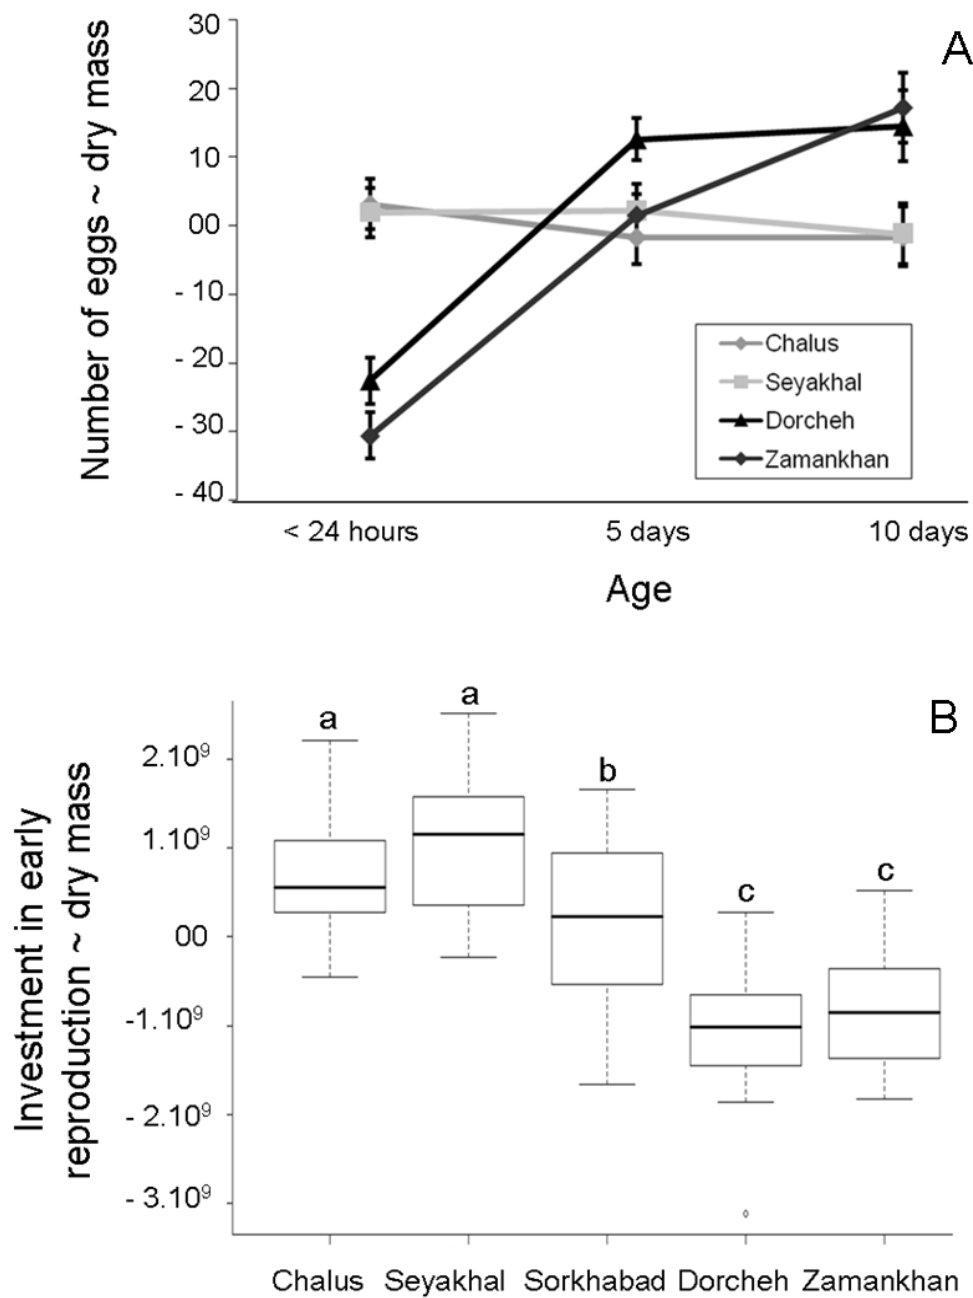 A
Number of eggs ~ dry mass
30
20
10
00
- 10
- 20
- 30
- 40
Chalus
Seyakhal
Dorcheh
Zamankhan
< 24 hours 5 days 10 days
Age
B
Investment in early
reproduction ~ dry mass
2.10⁹
1.10⁹
00
-1.10⁹
- 2.10⁹
- 3.10⁹
a a b c c
Chalus Seyakhal Sorkhabad Dorcheh Zamankhan